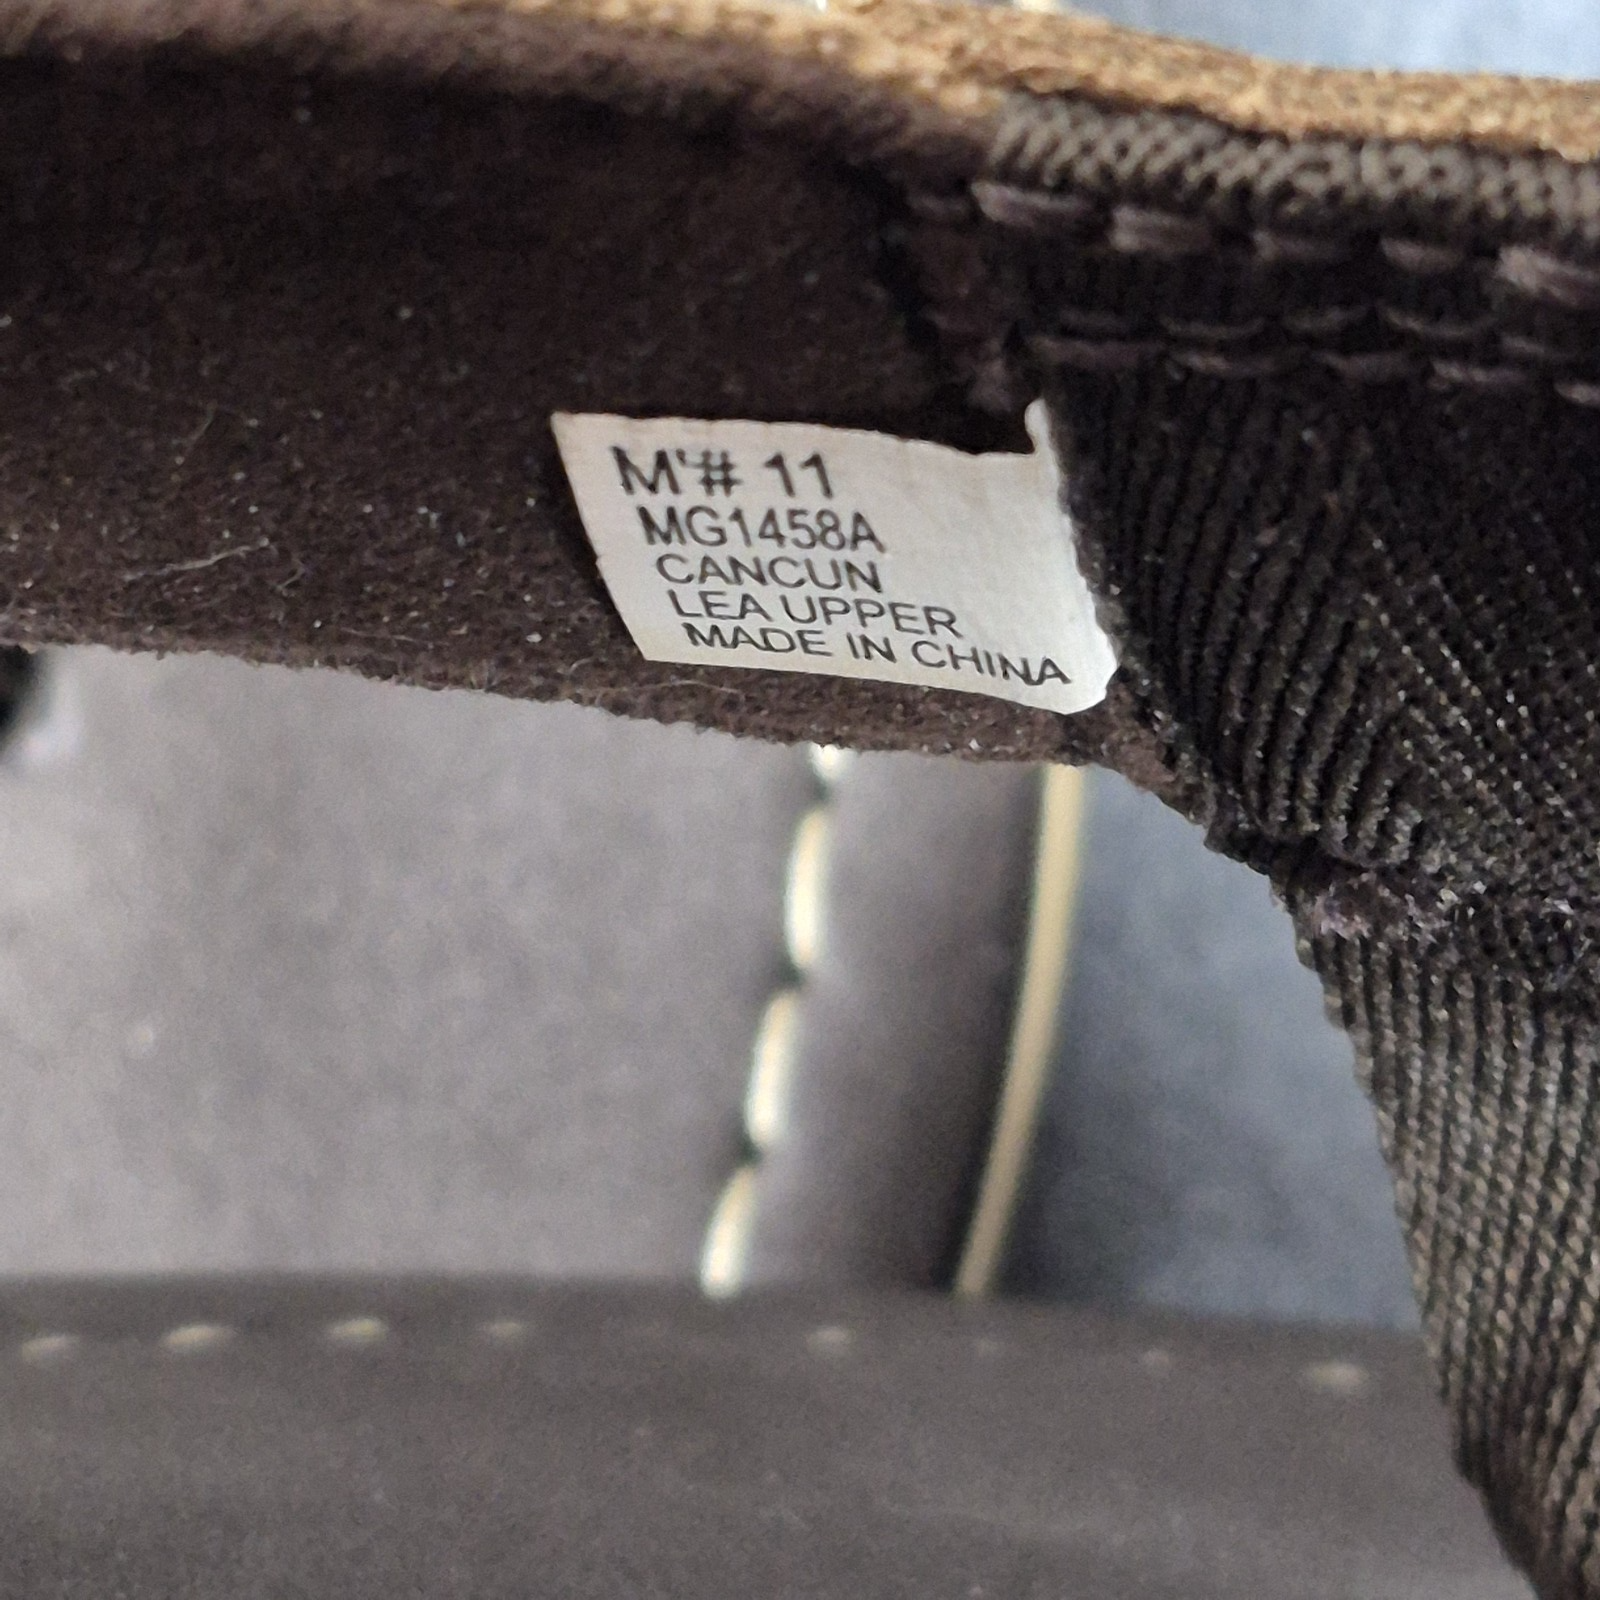 M'# 11
MG1458A
CANCUN
LEA UPPER
MADE IN CHINA